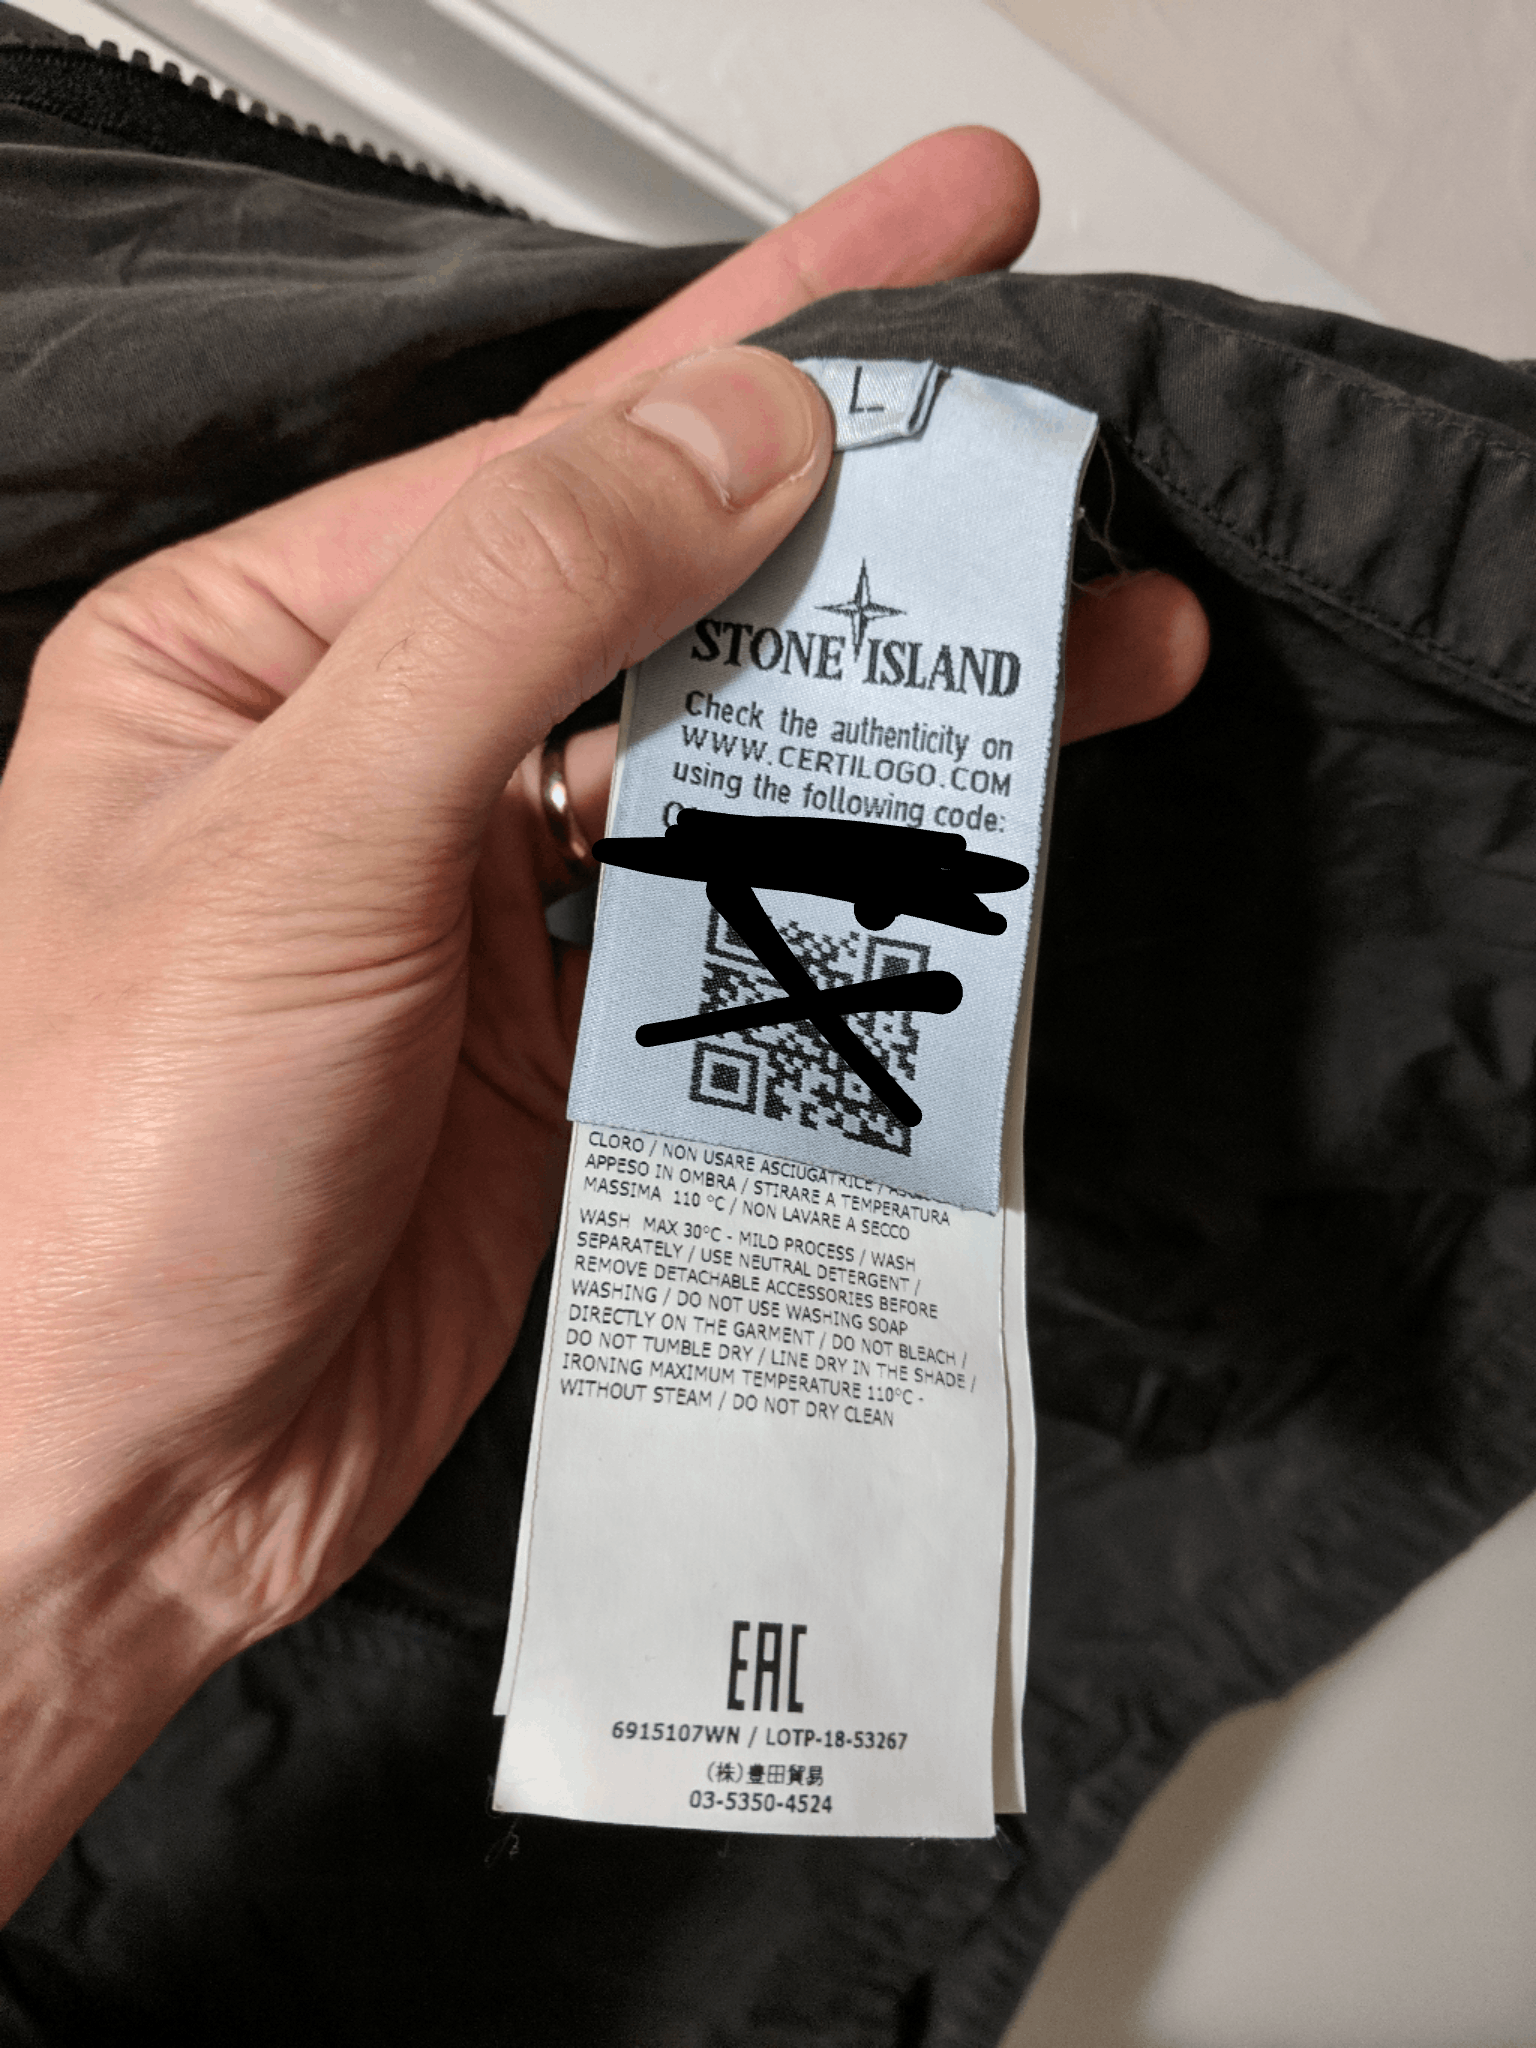 L
STONE ISLAND
Check the authenticity on
WWW.CERTILOGO.COM
using the following code:
CLORO / NON USARE ASCIUGATRICE /
APPESO IN OMBRA / STIRARE A TEMPERATURA
MASSIMA 110 °C / NON LAVARE A SECCO
WASH MAX 30°C - MILD PROCESS / WASH
SEPARATELY / USE NEUTRAL DETERGENT /
REMOVE DETACHABLE ACCESSORIES BEFORE
WASHING / DO NOT USE WASHING SOAP
DIRECTLY ON THE GARMENT / DO NOT BLEACH /
DO NOT TUMBLE DRY / LINE DRY IN THE SHADE /
IRONING MAXIMUM TEMPERATURE 110°C -
WITHOUT STEAM / DO NOT DRY CLEAN
EAC
6915107WN / LOTP-18-53267
(株)豊田貿易
03-5350-4524